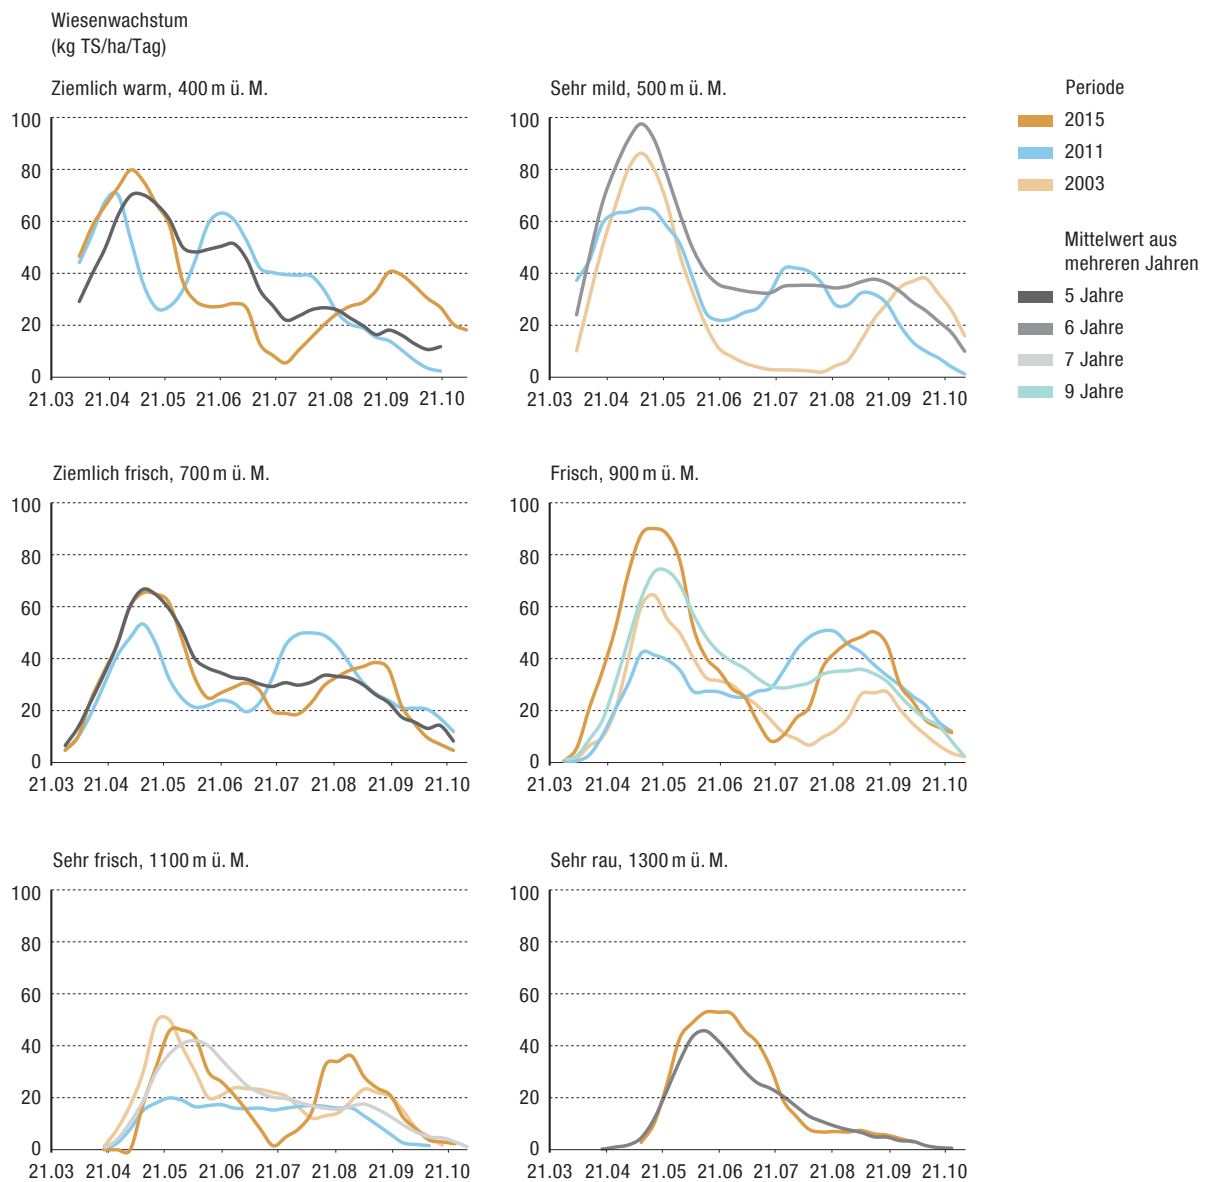 Wiesenwachstum
(kg TS/ha/Tag)
Ziemlich warm, 400 m ü. M.
100
80
60
40
20
0
21.03 21.04 21.05 21.06 21.07 21.08 21.09 21.10
Sehr mild, 500 m ü. M.
100
80
60
40
20
0
21.03 21.04 21.05 21.06 21.07 21.08 21.09 21.10
Periode
2015
2011
2003
Mittelwert aus
mehreren Jahren
5 Jahre
6 Jahre
7 Jahre
9 Jahre
Ziemlich frisch, 700 m ü. M.
100
80
60
40
20
0
21.03 21.04 21.05 21.06 21.07 21.08 21.09 21.10
Frisch, 900 m ü. M.
100
80
60
40
20
0
21.03 21.04 21.05 21.06 21.07 21.08 21.09 21.10
Sehr frisch, 1100 m ü. M.
100
80
60
40
20
0
21.03 21.04 21.05 21.06 21.07 21.08 21.09 21.10
Sehr rau, 1300 m ü. M.
100
80
60
40
20
0
21.03 21.04 21.05 21.06 21.07 21.08 21.09 21.10